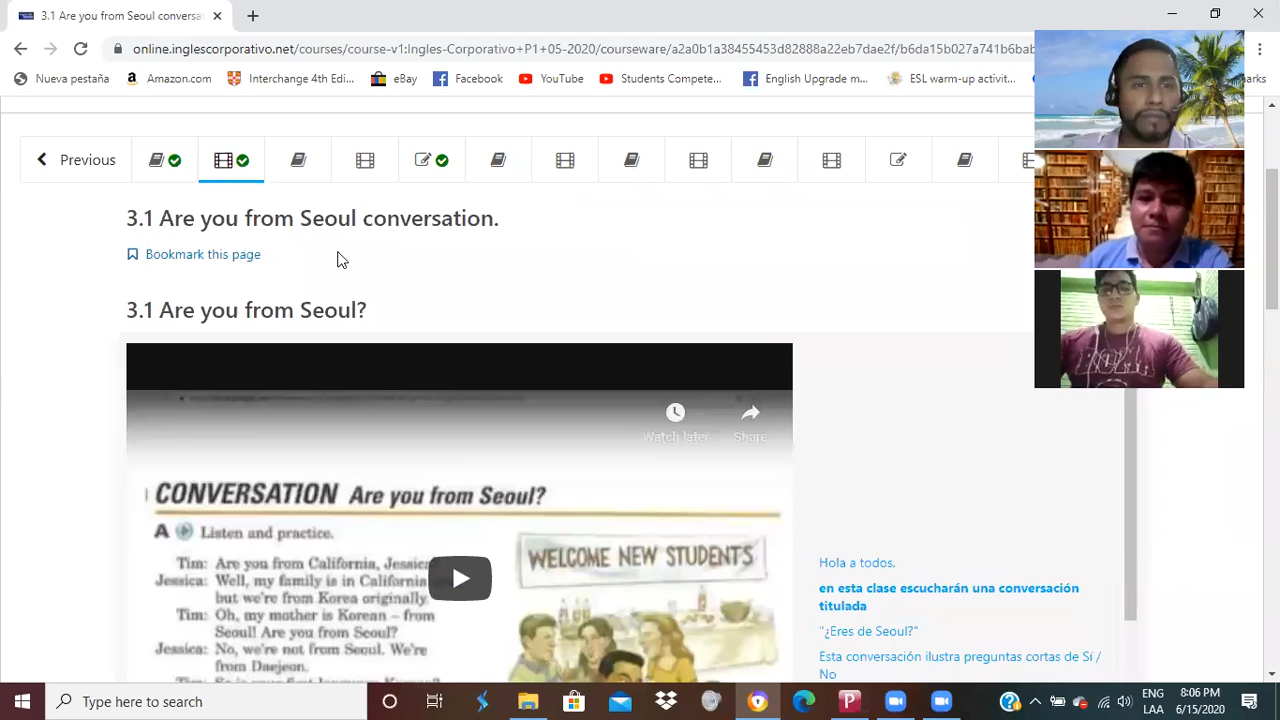 3.1 Are you from Seoul conversa
online.inglescorporativo.net/courses/course-v1:Ingles-Corporativo+P1+05-2020/courseware/a2a0b1a38455453d82888a22eb7dae2f/b6da15b027a741b6bab
Nueva pestaña
Amazon.com
Interchange 4th Edi...
eBay
Facebook
YouTube
Students Compete...
English Upgrade m...
ESL warm-up activit...
Previous
3.1 Are you from Seoul conversation.
Bookmark this page
3.1 Are you from Seoul?
Watch later
Share
CONVERSATION Are you from Seoul?
A Listen and practice.
Tim: Are you from California, Jessica
Jessica: Well, my family is in California
but we're from Korea originally.
Tim: Oh, my mother is Korean – from
Seoul! Are you from Seoul?
Jessica: No, we're not from Seoul. We're
from Daejeon.
WELCOME NEW STUDENTS
Hola a todos,
en esta clase escucharán una conversación
titulada
"¿Eres de Seoul?"
Esta conversación ilustra preguntas cortas de Sí /
No
Type here to search
ENG
LAA
8:06 PM
6/15/2020